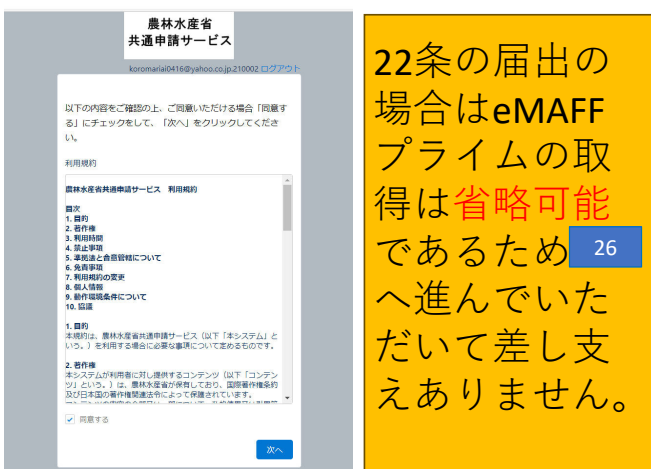 農林水産省
共通申請サービス
koromariai0416@yahoo.co.jp.210002 ログアウト
以下の内容をご確認の上、ご同意いただける場合「同意す
る」にチェックをして、「次へ」をクリックしてくださ
い。
利用規約
農林水産省共通申請サービス 利用規約
目次
1. 目的
2. 著作権
3. 利用時間
4. 禁止事項
5. 準拠法と合意管轄について
6. 免責事項
7. 利用規約の変更
8. 個人情報
9. 動作環境条件について
10. 協議
1. 目的
本規約は、農林水産省共通申請サービス（以下「本システム」と
いう。）を利用する場合に必要な事項について定めるものです。
2. 著作権
本システムが利用者に対し提供するコンテンツ（以下「コンテン
ツ」という。）は、農林水産省が保有しており、国際著作権条約
及び日本国の著作権関連法令によって保護されています。
同意する
次へ
22条の届出の
場合はeMAFF
プライムの取
得は省略可能
であるため 26
へ進んでいた
だいて差し支
えありません。